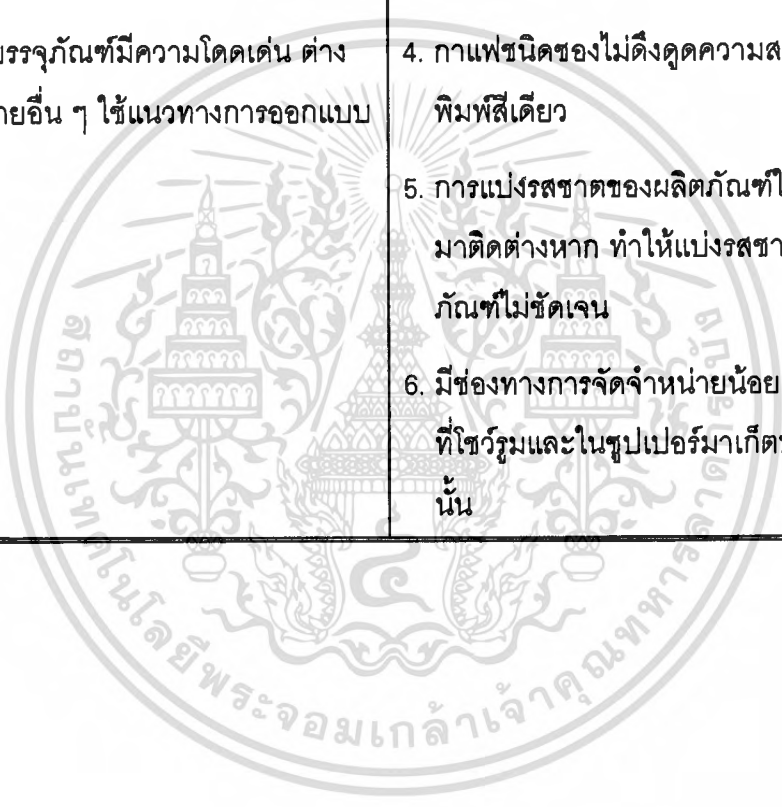 บรรจุภัณฑ์มีความโดดเด่น ต่าง
ายอื่น ๆ ใช้แนวทางการออกแบบ
4. กาแฟชนิดซองไม่ดึงดูดความส
พิมพ์สีเดียว
5. การแบ่งรสชาตของผลิตภัณฑ์ใ
มาติดต่างหาก ทำให้แบ่งรสชา
ภัณฑ์ไม่ชัดเจน
6. มีช่องทางการจัดจำหน่ายน้อย
ที่โชว์รูมและในซูปเปอร์มาเก็ต
นั้น
สถาบันเทคโนโลยีพระจอมเกล้าเจ้าคุณทหารลาดกระบัง